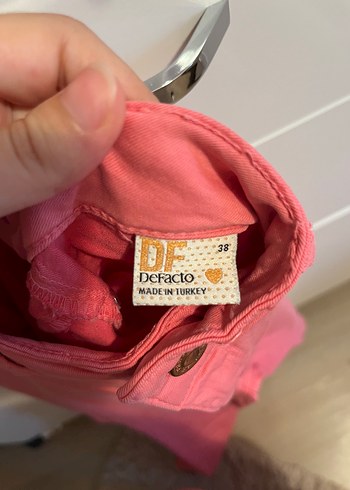 38
DF
DeFacto
MADE IN TURKEY